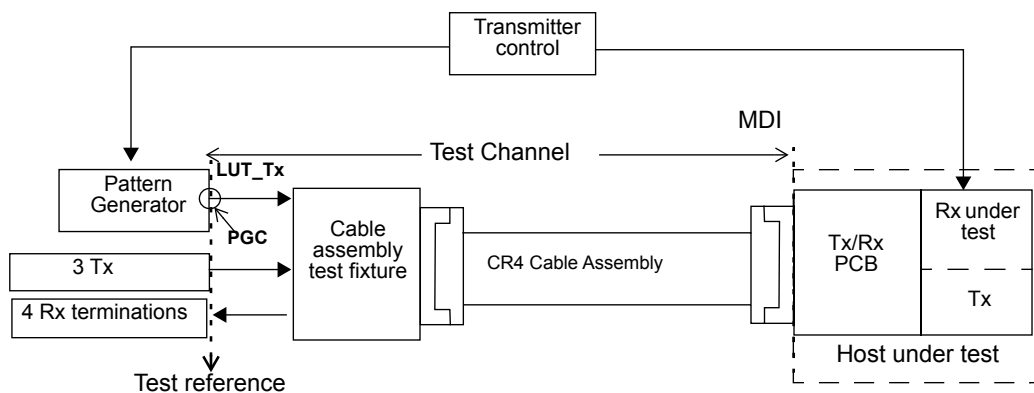 Transmitter
control
MDI
Test Channel
LUT_Tx
Pattern
Generator
PGC
Cable
assembly
test fixture
CR4 Cable Assembly
Tx/Rx
PCB
Rx under
test
Tx
3 Tx
4 Rx terminations
Host under test
Test reference